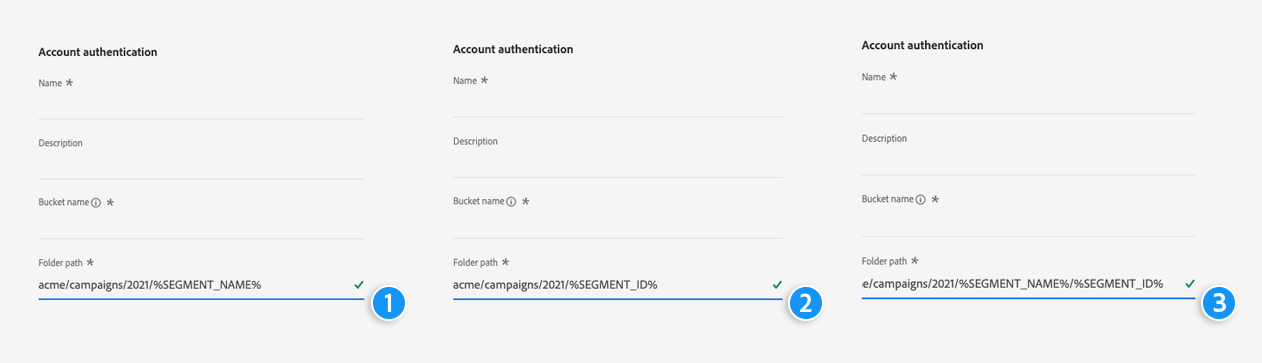 Account authentication
Name *
Description
Bucket name ⓘ *
Folder path *
acme/campaigns/2021/%SEGMENT_NAME%
1
Account authentication
Name *
Description
Bucket name ⓘ *
Folder path *
acme/campaigns/2021/%SEGMENT_ID%
2
Account authentication
Name *
Description
Bucket name ⓘ *
Folder path *
e/campaigns/2021/%SEGMENT_NAME%/%SEGMENT_ID%
3